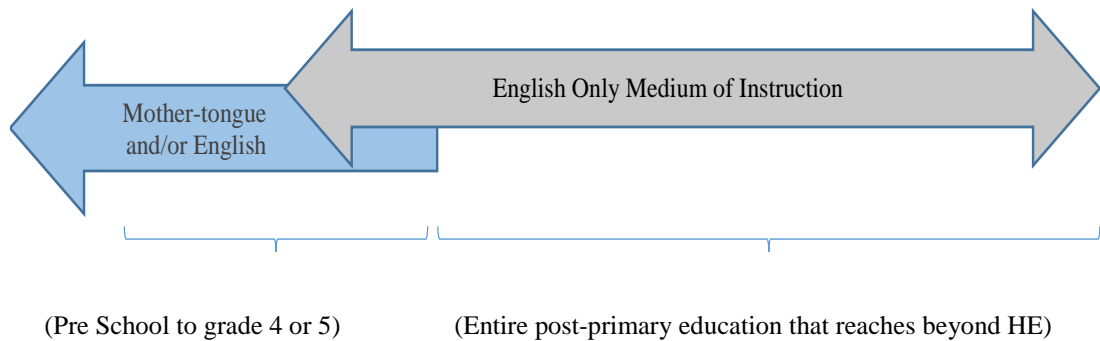 English Only Medium of Instruction
Mother-tongue
and/or English
(Pre School to grade 4 or 5)
(Entire post-primary education that reaches beyond HE)